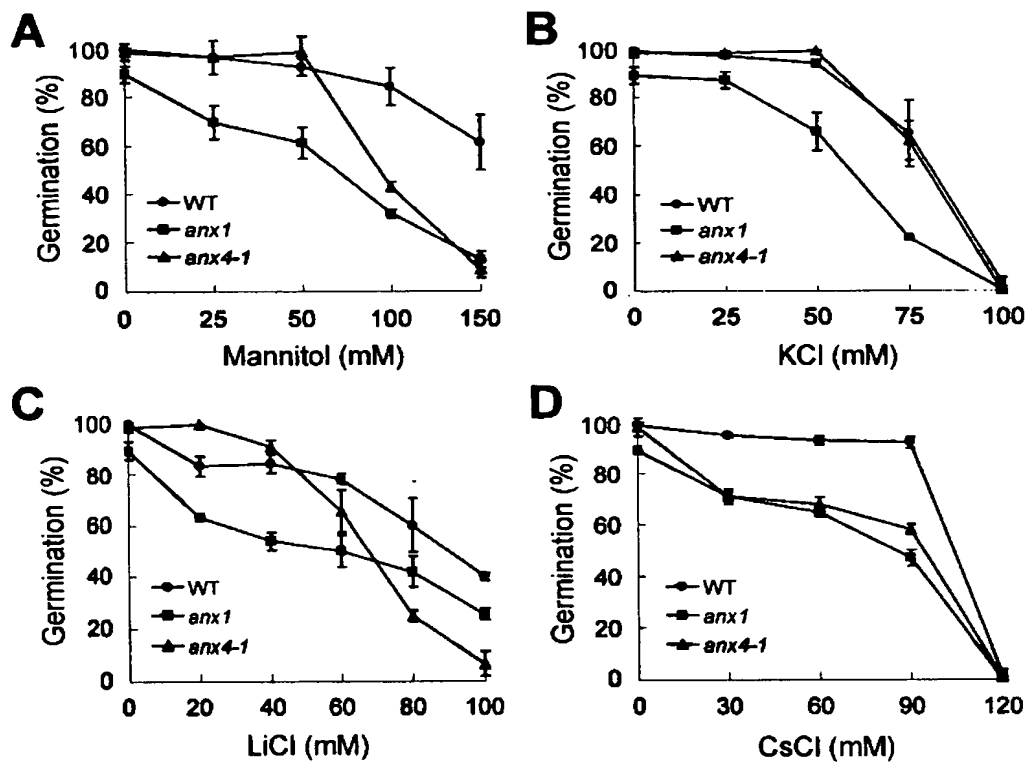 A
B
100
80
60
40
20
0
Germination (%)
WT
anx1
anx4-1
0 25 50 100 150
Mannitol (mM)
100
80
60
40
20
0
Germination (%)
WT
anx1
anx4-1
0 25 50 75 100
KCl (mM)
C
D
100
80
60
40
20
0
Germination (%)
WT
anx1
anx4-1
0 20 40 60 80 100
LiCl (mM)
100
80
60
40
20
0
Germination (%)
WT
anx1
anx4-1
0 30 60 90 120
CsCl (mM)